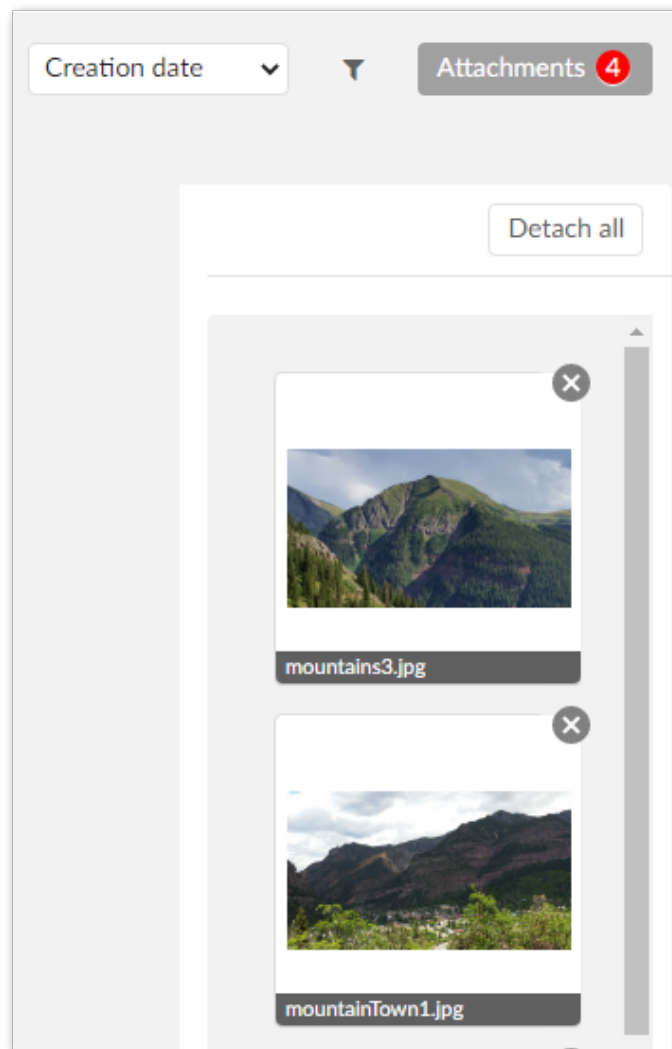 Creation date
Attachments 4
Detach all
mountains3.jpg
mountainTown1.jpg